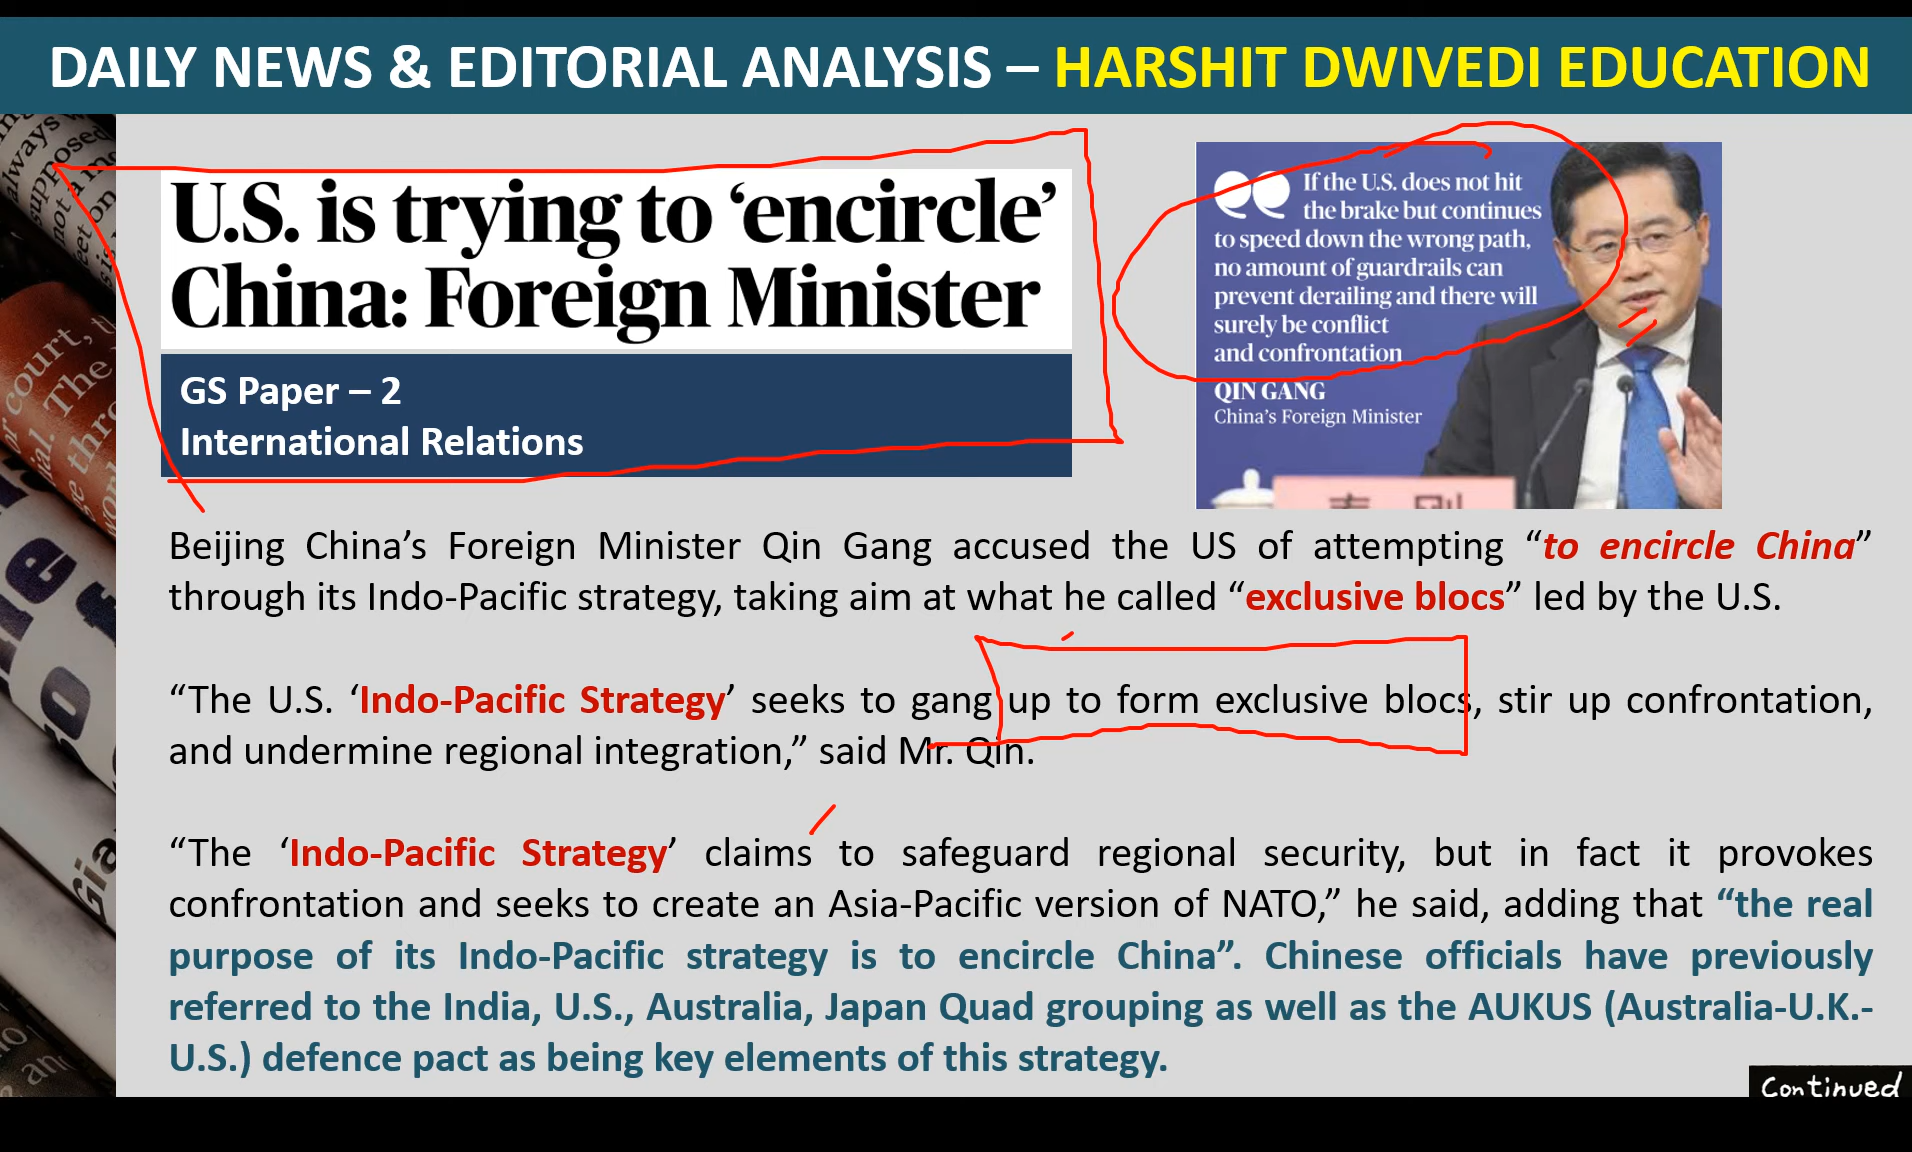 DAILY NEWS & EDITORIAL ANALYSIS – HARSHIT DWIVEDI EDUCATION
U.S. is trying to ‘encircle’
China: Foreign Minister
GS Paper – 2
International Relations
If the U.S. does not hit
the brake but continues
to speed down the wrong path,
no amount of guardrails can
prevent derailing and there will
surely be conflict
and confrontation
QIN GANG
China’s Foreign Minister
Beijing China’s Foreign Minister Qin Gang accused the US of attempting “to encircle China”
through its Indo-Pacific strategy, taking aim at what he called “exclusive blocs” led by the U.S.
“The U.S. ‘Indo-Pacific Strategy’ seeks to gang up to form exclusive blocs, stir up confrontation,
and undermine regional integration,” said Mr. Qin.
“The ‘Indo-Pacific Strategy’ claims to safeguard regional security, but in fact it provokes
confrontation and seeks to create an Asia-Pacific version of NATO,” he said, adding that “the real
purpose of its Indo-Pacific strategy is to encircle China”. Chinese officials have previously
referred to the India, U.S., Australia, Japan Quad grouping as well as the AUKUS (Australia-U.K.-
U.S.) defence pact as being key elements of this strategy.
Continued
always
supposed
not a
court,
The